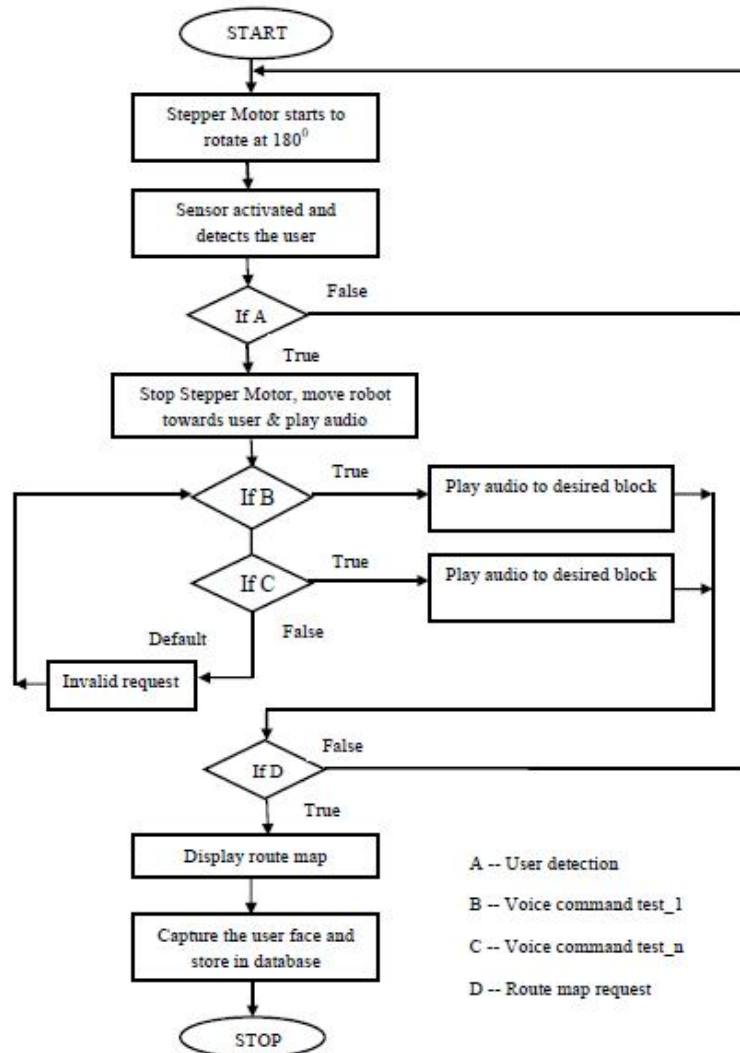 START
Stepper Motor starts to
rotate at 180⁰
Sensor activated and
detects the user
False
If A
True
Stop Stepper Motor, move robot
towards user & play audio
True
If B
Play audio to desired block
True
If C
Play audio to desired block
Default
False
Invalid request
False
If D
True
Display route map
Capture the user face and
store in database
STOP
A -- User detection
B -- Voice command test_1
C -- Voice command test_n
D -- Route map request